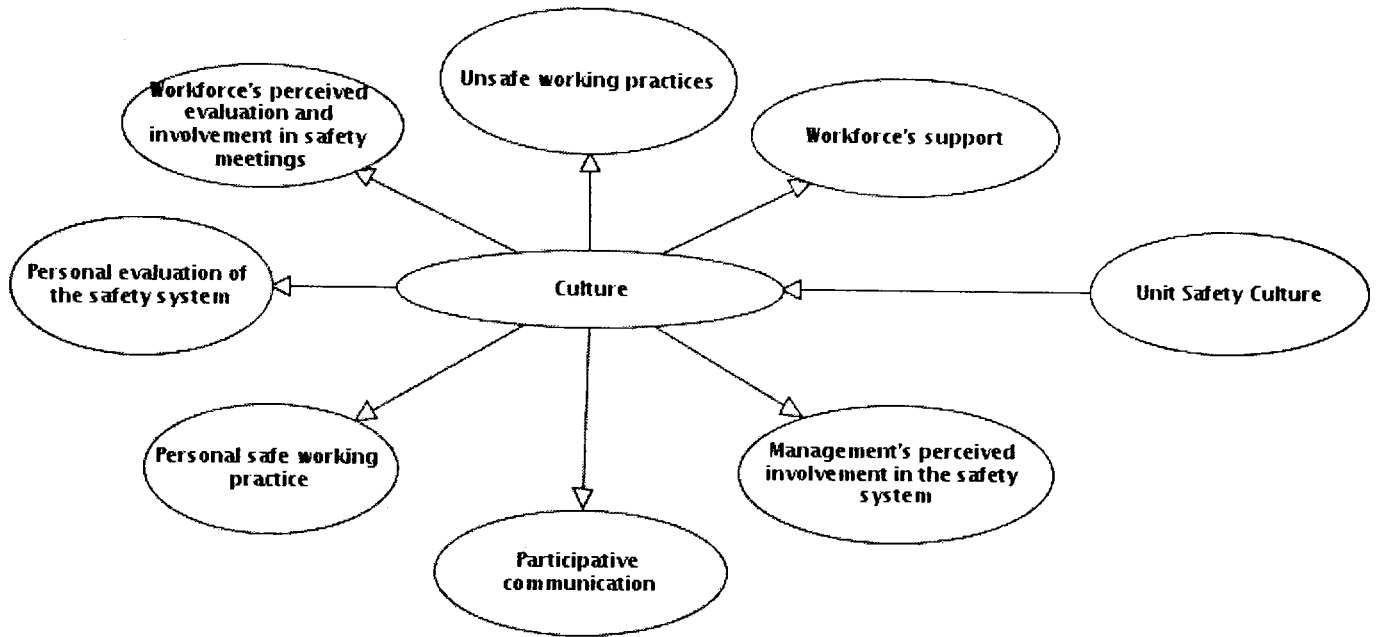 Unsafe working practices
Workforce's perceived
evaluation and
involvement in safety
meetings
Workforce's support
Personal evaluation of
the safety system
Culture
Unit Safety Culture
Personal safe working
practice
Management's perceived
involvement in the safety
system
Participative
communication